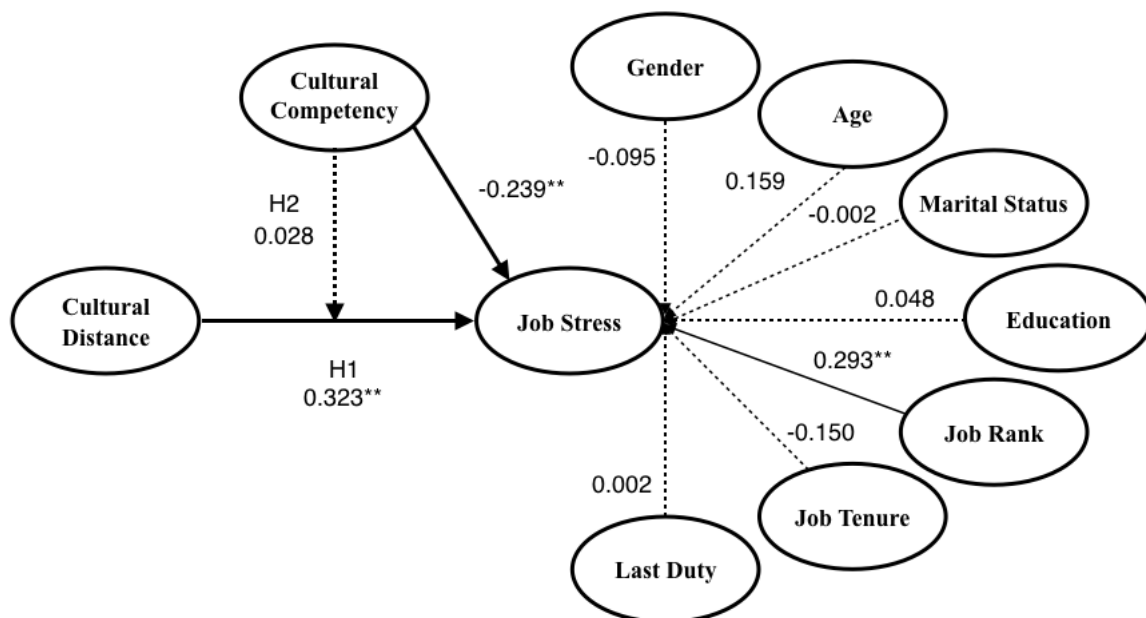 Gender
Cultural
Competency
Age
-0.095
0.159
-0.239**
Marital Status
-0.002
H2
0.028
Cultural
Distance
Job Stress
0.048
Education
H1
0.323**
0.293**
Job Rank
-0.150
0.002
Job Tenure
Last Duty